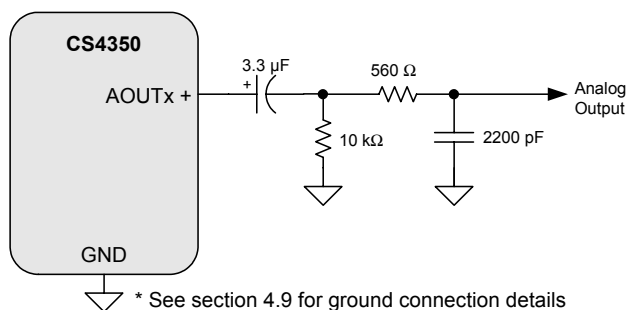 CS4350
3.3 µF
+
560 Ω
AOUTx +
Analog
Output
10 kΩ
2200 pF
GND
* See section 4.9 for ground connection details